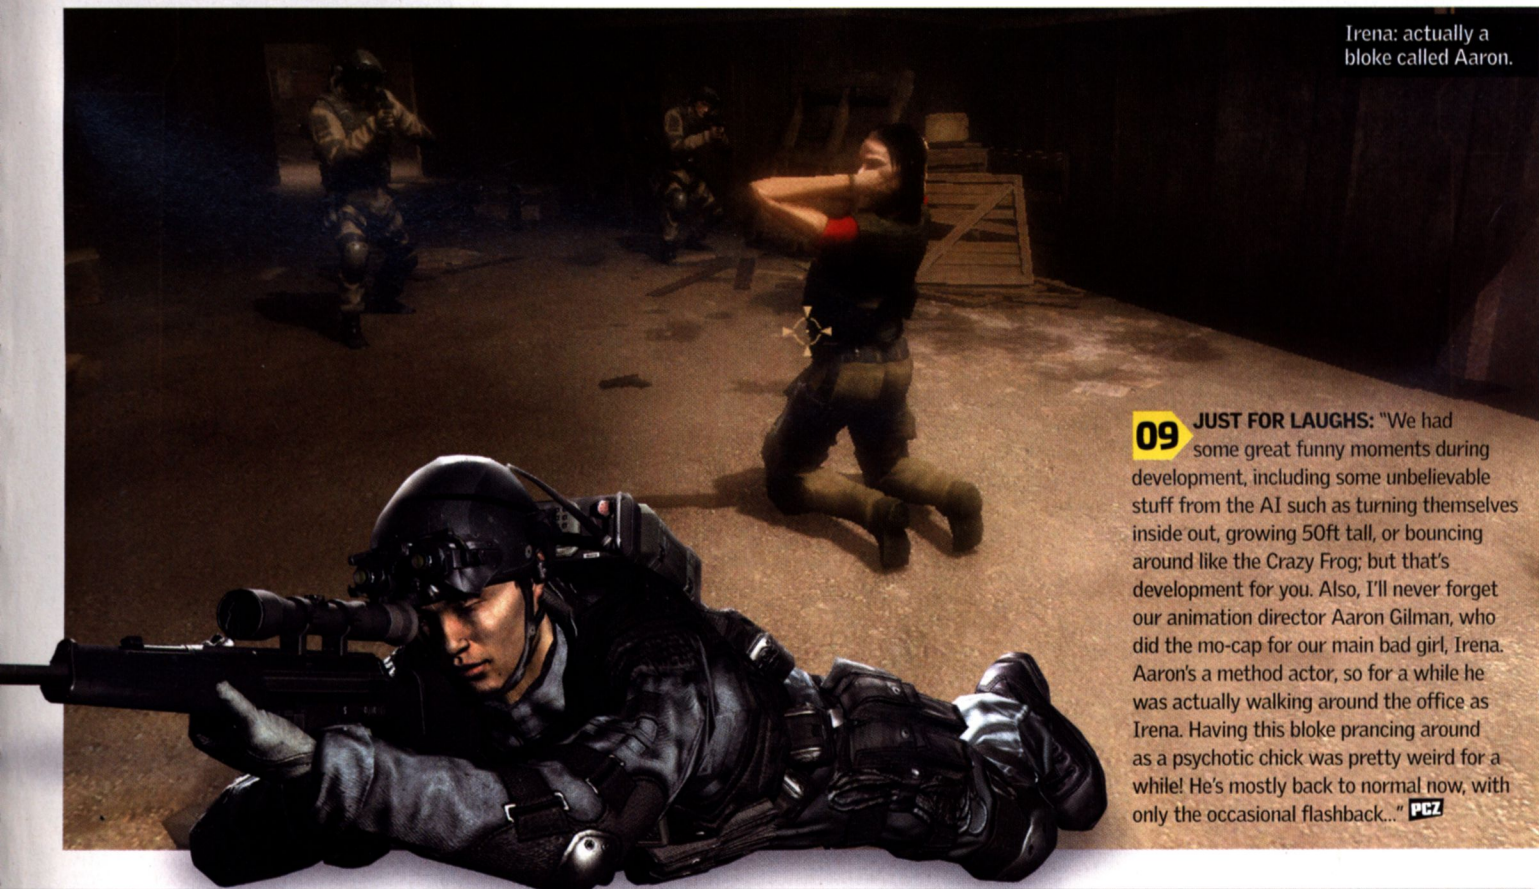 Irena: actually a
bloke called Aaron.
09 JUST FOR LAUGHS: "We had
some great funny moments during
development, including some unbelievable
stuff from the AI such as turning themselves
inside out, growing 50ft tall, or bouncing
around like the Crazy Frog; but that's
development for you. Also, I'll never forget
our animation director Aaron Gilman, who
did the mo-cap for our main bad girl, Irena.
Aaron's a method actor, so for a while he
was actually walking around the office as
Irena. Having this bloke prancing around
as a psychotic chick was pretty weird for a
while! He's mostly back to normal now, with
only the occasional flashback..." PCZ